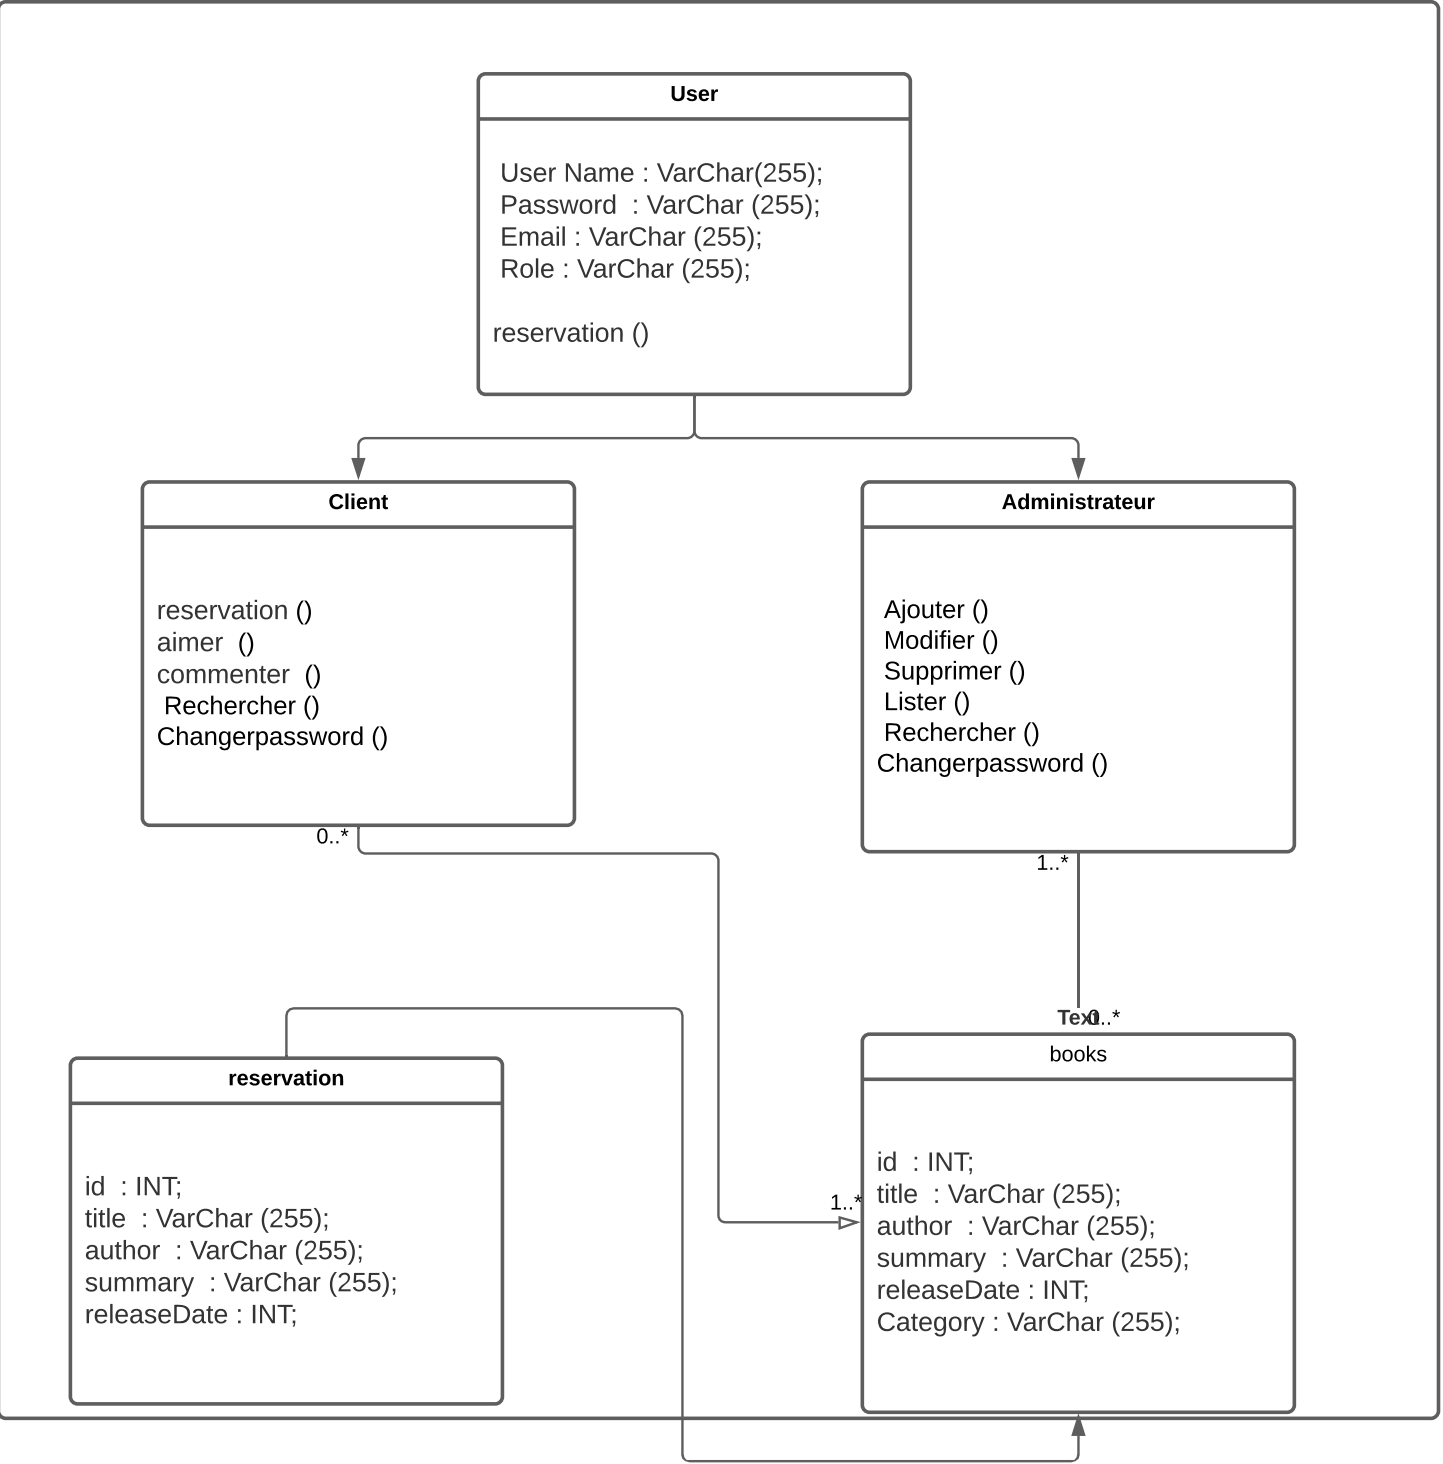 User
User Name : VarChar(255);
Password : VarChar (255);
Email : VarChar (255);
Role : VarChar (255);
reservation ()
Client
reservation ()
aimer ()
commenter ()
Rechercher ()
Changerpassword ()
0..*
Administrateur
Ajouter ()
Modifier ()
Supprimer ()
Lister ()
Rechercher ()
Changerpassword ()
1..*
Text
0..*
reservation
id : INT;
title : VarChar (255);
author : VarChar (255);
summary : VarChar (255);
releaseDate : INT;
1..*
books
id : INT;
title : VarChar (255);
author : VarChar (255);
summary : VarChar (255);
releaseDate : INT;
Category : VarChar (255);